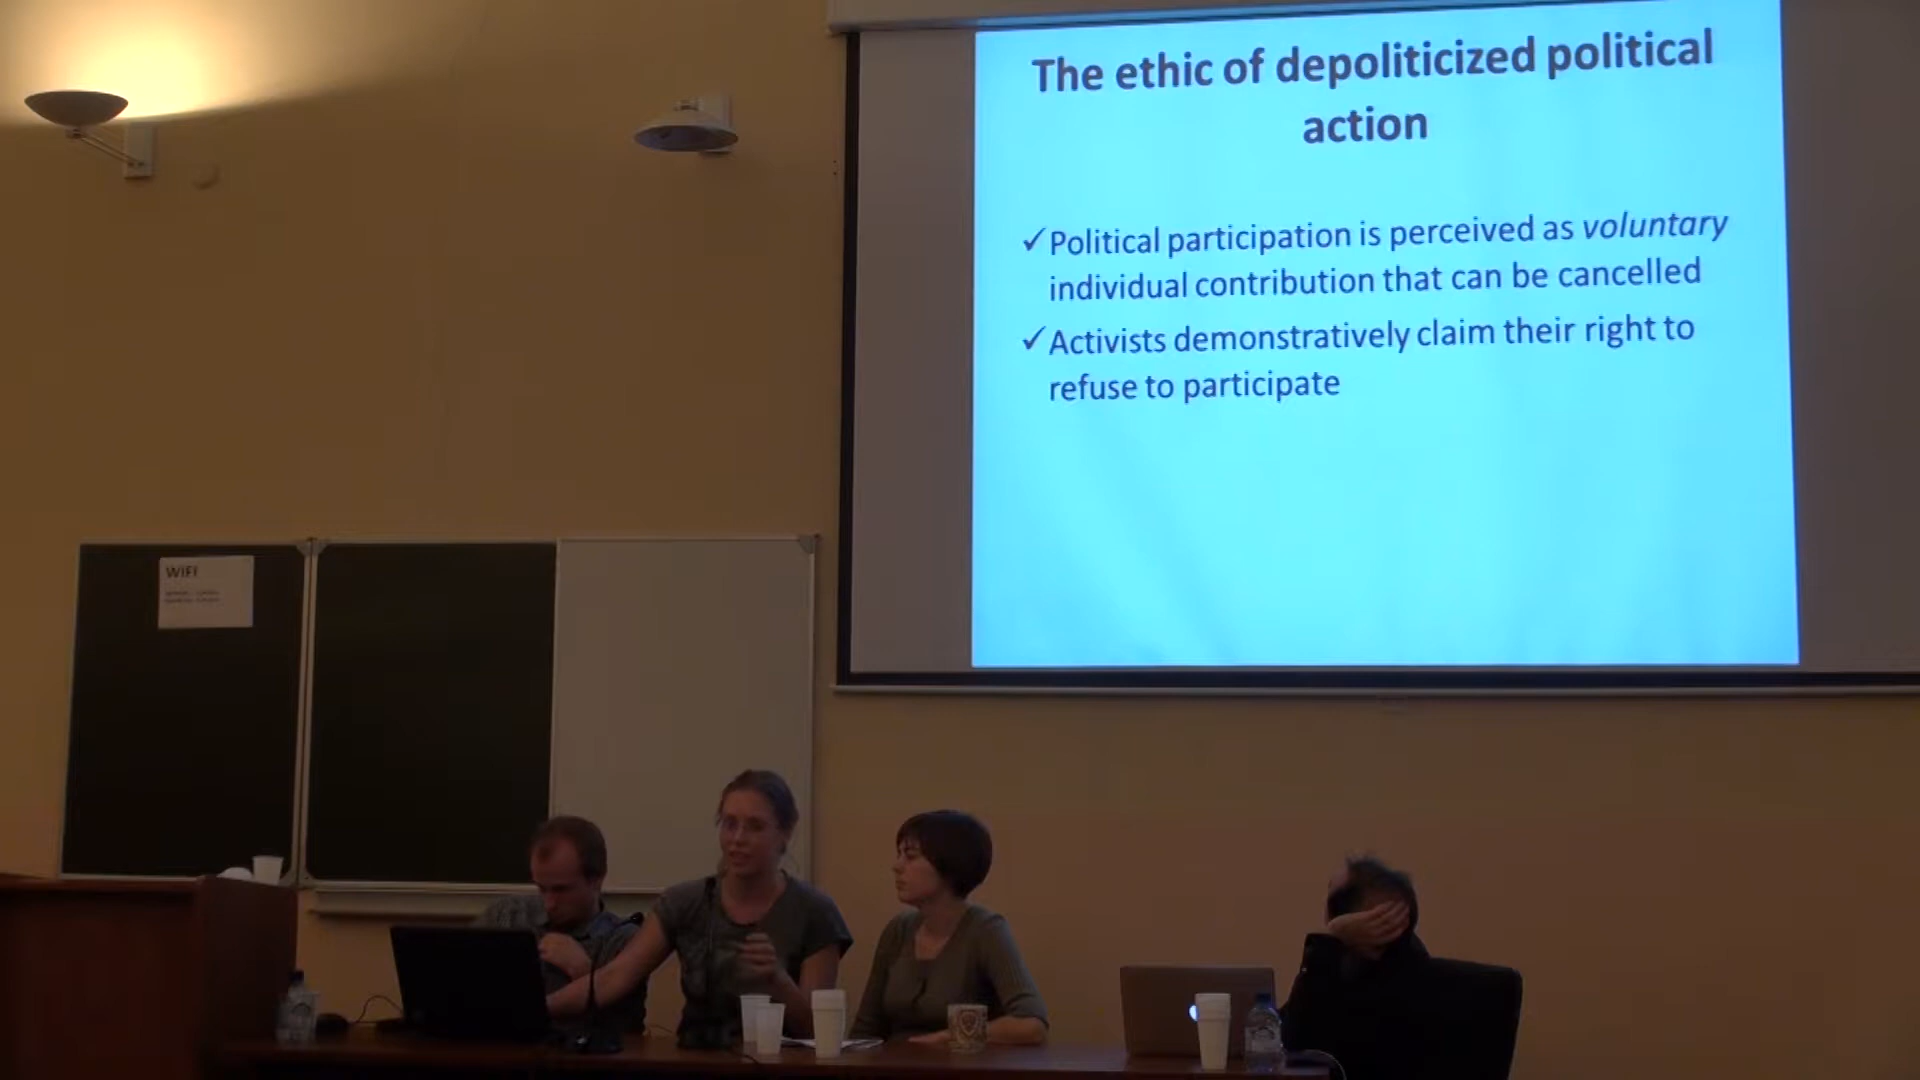 The ethic of depoliticized political
action
✓Political participation is perceived as voluntary
individual contribution that can be cancelled
✓Activists demonstratively claim their right to
refuse to participate
WIFI